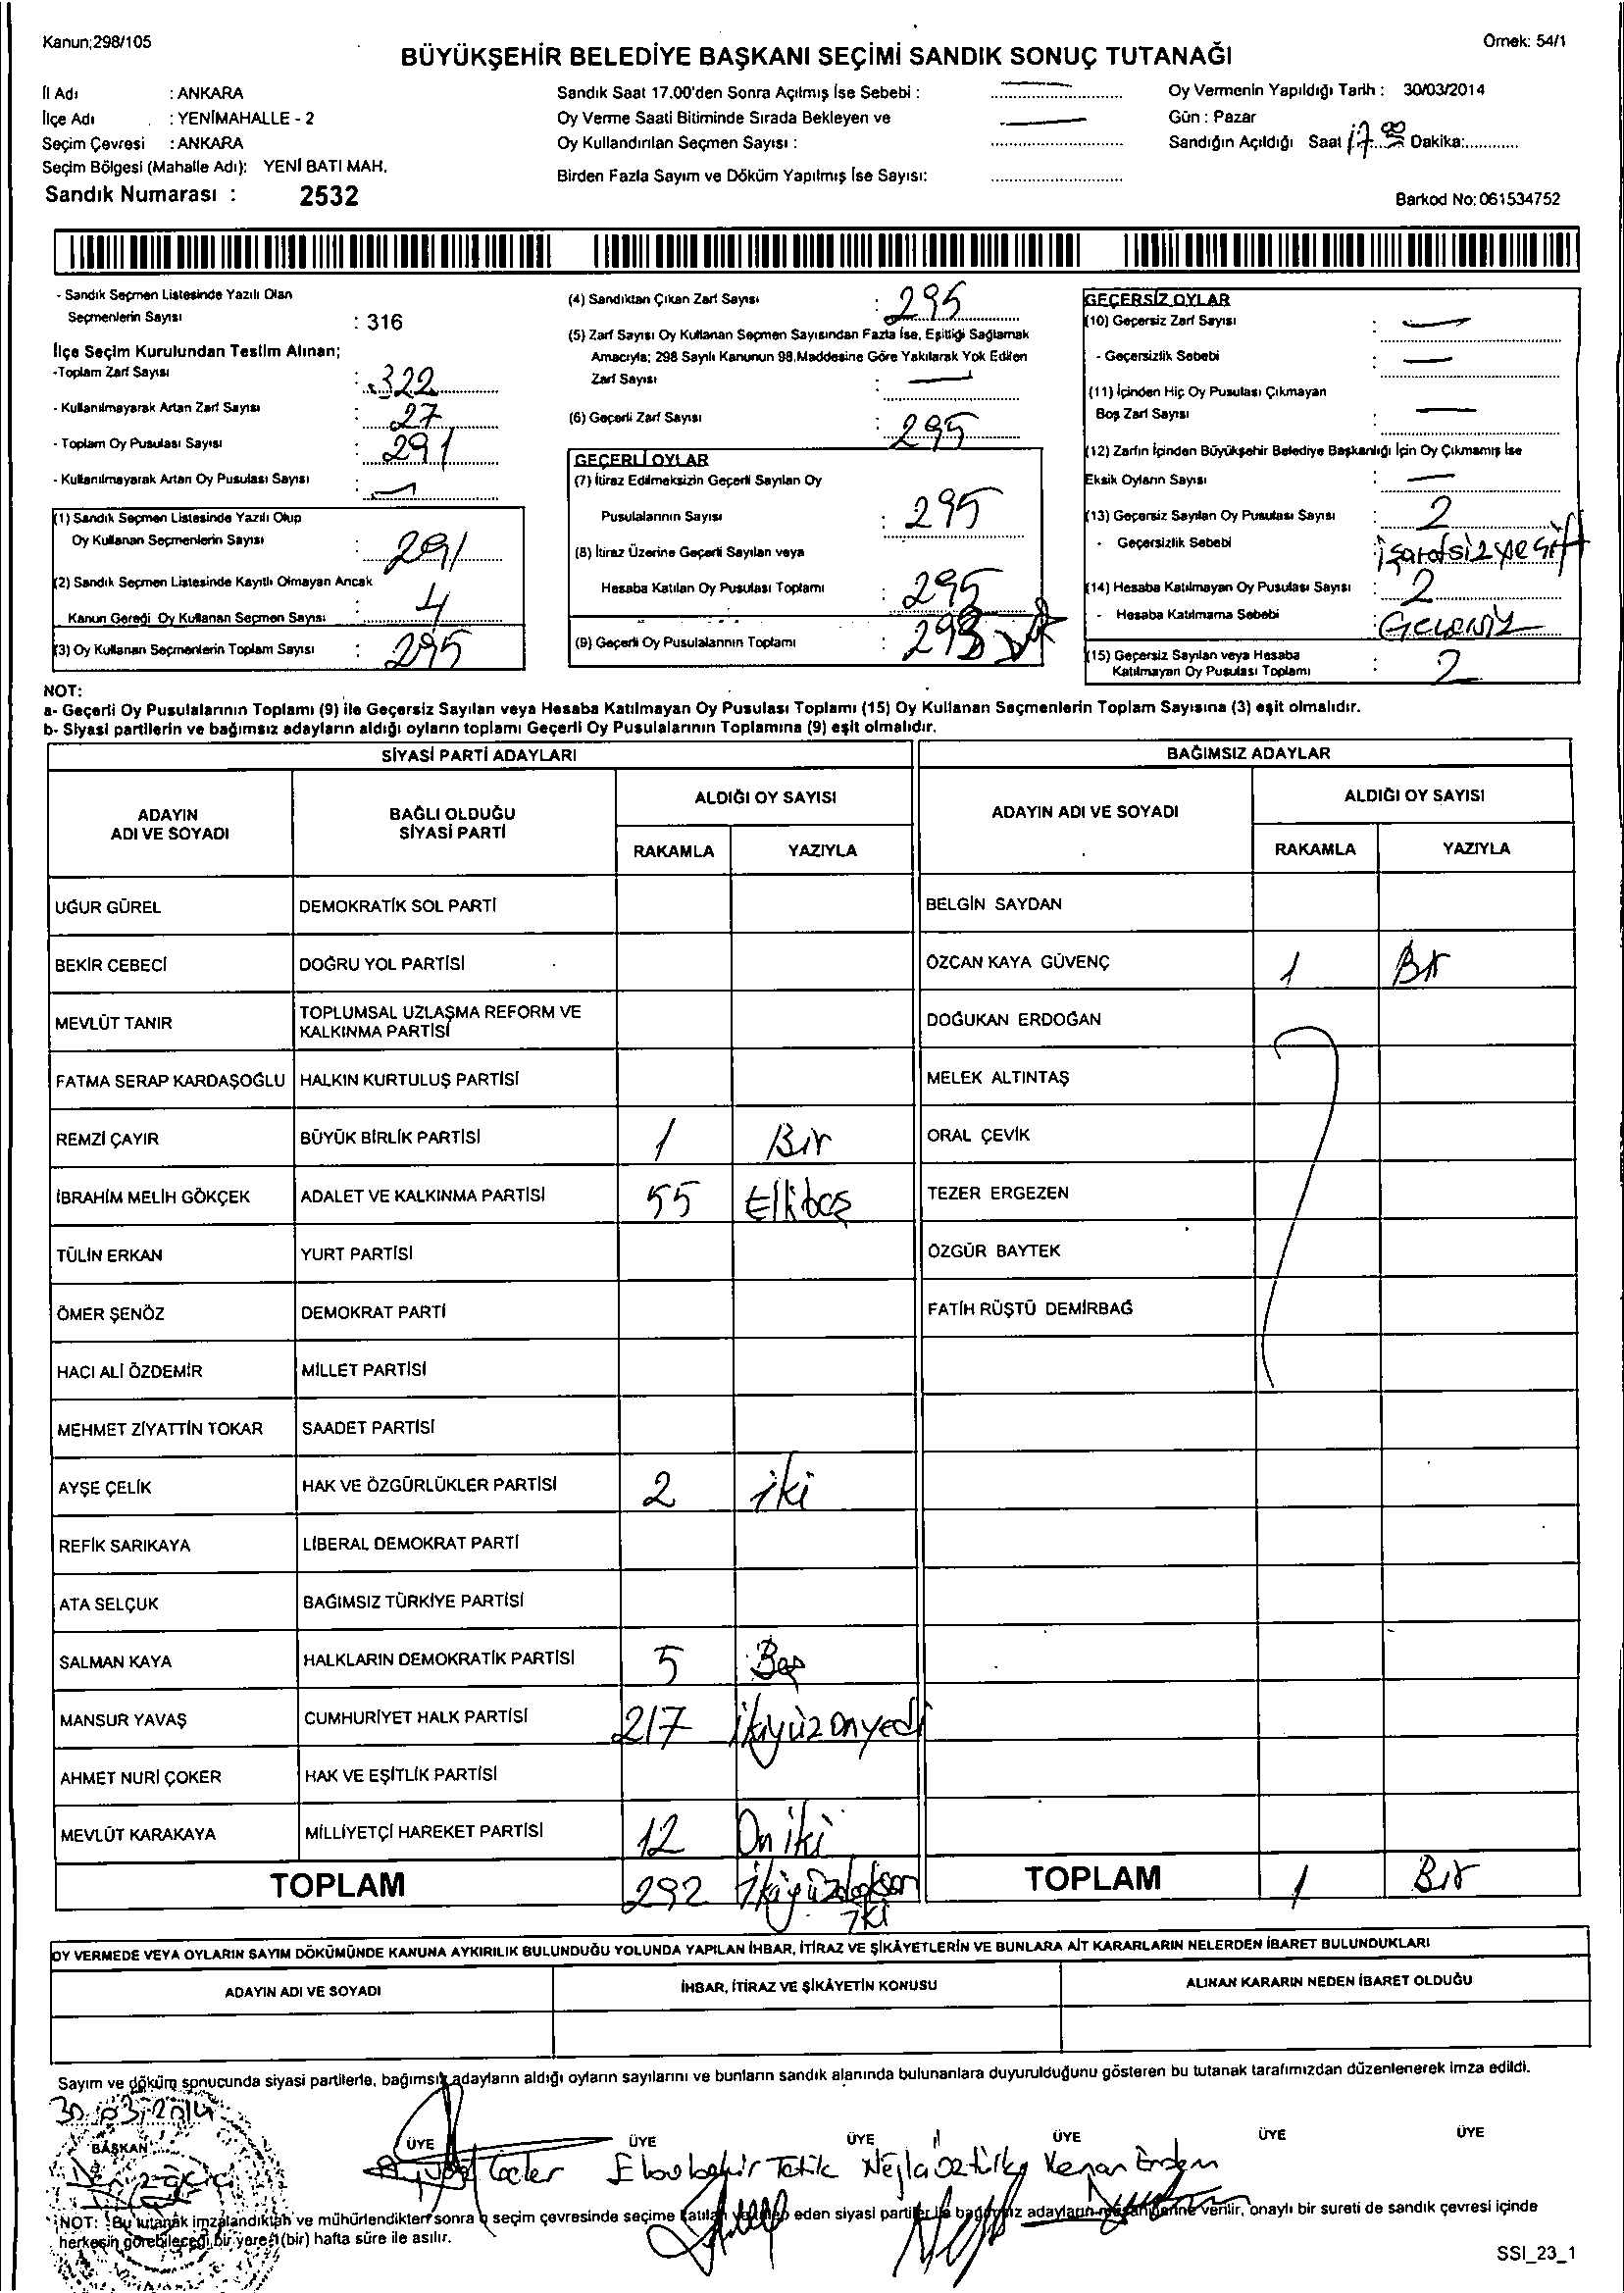 Kanun;298/105
Örnek: 54/1
BÜYÜKŞEHİR BELEDİYE BAŞKANI SEÇİMİ SANDIK SONUÇ TUTANAĞI
İl Adı : ANKARA
İlçe Adı : YENİMAHALLE - 2
Seçim Çevresi : ANKARA
Seçim Bölgesi (Mahalle Adı): YENİ BATI MAH.
Sandık Numarası : 2532
Sandık Saat 17.00'den Sonra Açılmış İse Sebebi :
Oy Verme Saati Bitiminde Sırada Bekleyen ve
Oy Kullandırılan Seçmen Sayısı :
Birden Fazla Sayım ve Döküm Yapılmış İse Sayısı:
Oy Vermenin Yapıldığı Tarih : 30/03/2014
Gün : Pazar
Sandığın Açıldığı Saat 17.00 Dakika:
Barkod No: 061534752
- Sandık Seçmen Listesinde Yazılı Olan
Seçmenlerin Sayısı : 316
İlçe Seçim Kurulundan Teslim Alınan;
-Toplam Zarf Sayısı : 322
- Kullanılmayarak Artan Zarf Sayısı : 27
- Toplam Oy Pusulası Sayısı : 291
- Kullanılmayarak Artan Oy Pusulası Sayısı : —
(1) Sandık Seçmen Listesinde Yazılı Olup
Oy Kullanan Seçmenlerin Sayısı : 291
(2) Sandık Seçmen Listesinde Kayıtlı Olmayan Ancak
Kanun Gereği Oy Kullanan Seçmen Sayısı : 4
(3) Oy Kullanan Seçmenlerin Toplam Sayısı : 295
(4) Sandıktan Çıkan Zarf Sayısı : 295
(5) Zarf Sayısı Oy Kullanan Seçmen Sayısından Fazla İse, Eşitliği Sağlamak
Amacıyla; 298 Sayılı Kanunun 98.Maddesine Göre Yakılarak Yok Edilen
Zarf Sayısı : —
(6) Geçerli Zarf Sayısı : 295
GEÇERLİ OYLAR
(7) İtiraz Edilmeksizin Geçerli Sayılan Oy
Pusulalarının Sayısı : 295
(8) İtiraz Üzerine Geçerli Sayılan veya
Hesaba Katılan Oy Pusulası Toplamı : 295
(9) Geçerli Oy Pusulalarının Toplamı : 293
GEÇERSİZ OYLAR
(10) Geçersiz Zarf Sayısı : —
- Geçersizlik Sebebi : —
(11) İçinden Hiç Oy Pusulası Çıkmayan
Boş Zarf Sayısı : —
(12) Zarfın İçinden Büyükşehir Belediye Başkanlığı İçin Oy Çıkmamış İse
Eksik Oyların Sayısı : —
(13) Geçersiz Sayılan Oy Pusulası Sayısı : 2
- Geçersizlik Sebebi : işaretsiz ve çift
(14) Hesaba Katılmayan Oy Pusulası Sayısı : 2
- Hesaba Katılmama Sebebi :
(15) Geçersiz Sayılan veya Hesaba
Katılmayan Oy Pusulası Toplamı : 2
NOT:
a- Geçerli Oy Pusulalarının Toplamı (9) ile Geçersiz Sayılan veya Hesaba Katılmayan Oy Pusulası Toplamı (15) Oy Kullanan Seçmenlerin Toplam Sayısına (3) eşit olmalıdır.
b- Siyasi partilerin ve bağımsız adayların aldığı oyların toplamı Geçerli Oy Pusulalarının Toplamına (9) eşit olmalıdır.
SİYASİ PARTİ ADAYLARI
ADAYIN ADI VE SOYADI BAĞLI OLDUĞU SİYASİ PARTİ ALDIĞI OY SAYISI
RAKAMLA YAZIYLA
UĞUR GÜREL DEMOKRATİK SOL PARTİ
BEKİR CEBECİ DOĞRU YOL PARTİSİ
MEVLÜT TANIR TOPLUMSAL UZLAŞMA REFORM VE KALKINMA PARTİSİ
FATMA SERAP KARDAŞOĞLU HALKIN KURTULUŞ PARTİSİ
REMZİ ÇAYIR BÜYÜK BİRLİK PARTİSİ 1 Bir
İBRAHİM MELİH GÖKÇEK ADALET VE KALKINMA PARTİSİ 55 Ellibeş
TÜLİN ERKAN YURT PARTİSİ
ÖMER ŞENÖZ DEMOKRAT PARTİ
HACI ALİ ÖZDEMİR MİLLET PARTİSİ
MEHMET ZİYATTİN TOKAR SAADET PARTİSİ
AYŞE ÇELİK HAK VE ÖZGÜRLÜKLER PARTİSİ 2 iki
REFİK SARIKAYA LİBERAL DEMOKRAT PARTİ
ATA SELÇUK BAĞIMSIZ TÜRKİYE PARTİSİ
SALMAN KAYA HALKLARIN DEMOKRATİK PARTİSİ 5 Beş
MANSUR YAVAŞ CUMHURİYET HALK PARTİSİ 217 ikiyüzonyedi
AHMET NURİ ÇOKER HAK VE EŞİTLİK PARTİSİ
MEVLÜT KARAKAYA MİLLİYETÇİ HAREKET PARTİSİ 12 On iki
TOPLAM 292 ikiyüzdoksan iki
BAĞIMSIZ ADAYLAR
ADAYIN ADI VE SOYADI ALDIĞI OY SAYISI
RAKAMLA YAZIYLA
BELGİN SAYDAN
ÖZCAN KAYA GÜVENÇ 1 Bir
DOĞUKAN ERDOĞAN
MELEK ALTINTAŞ
ORAL ÇEVİK
TEZER ERGEZEN
ÖZGÜR BAYTEK
FATİH RÜŞTÜ DEMİRBAĞ
TOPLAM 1 Bir
OY VERMEDE VEYA OYLARIN SAYIM DÖKÜMÜNDE KANUNA AYKIRILIK BULUNDUĞU YOLUNDA YAPILAN İHBAR, İTİRAZ VE ŞİKÂYETLERİN VE BUNLARA AİT KARARLARIN NELERDEN İBARET BULUNDUKLARI
ADAYIN ADI VE SOYADI İHBAR, İTİRAZ VE ŞİKÂYETİN KONUSU ALINAN KARARIN NEDEN İBARET OLDUĞU
Sayım ve döküm sonucunda siyasi partilerle, bağımsız adayların aldığı oyların sayılarını ve bunların sandık alanında bulunanlara duyurulduğunu gösteren bu tutanak tarafımızdan düzenlenerek imza edildi.
30.03.2014
BAŞKAN ÜYE ÜYE ÜYE ÜYE ÜYE ÜYE
Ebubekir Tetik Nejla Öztürk Kenan Erdem
NOT: Bu tutanak imzalandıktan ve mühürlendikten sonra o seçim çevresinde seçime katılan ve talep eden siyasi partiler ile bağımsız adayların müşahitlerine verilir, onaylı bir sureti de sandık çevresi içinde
herkesin görebileceği bir yere 1(bir) hafta süre ile asılır.
SSI_23_1